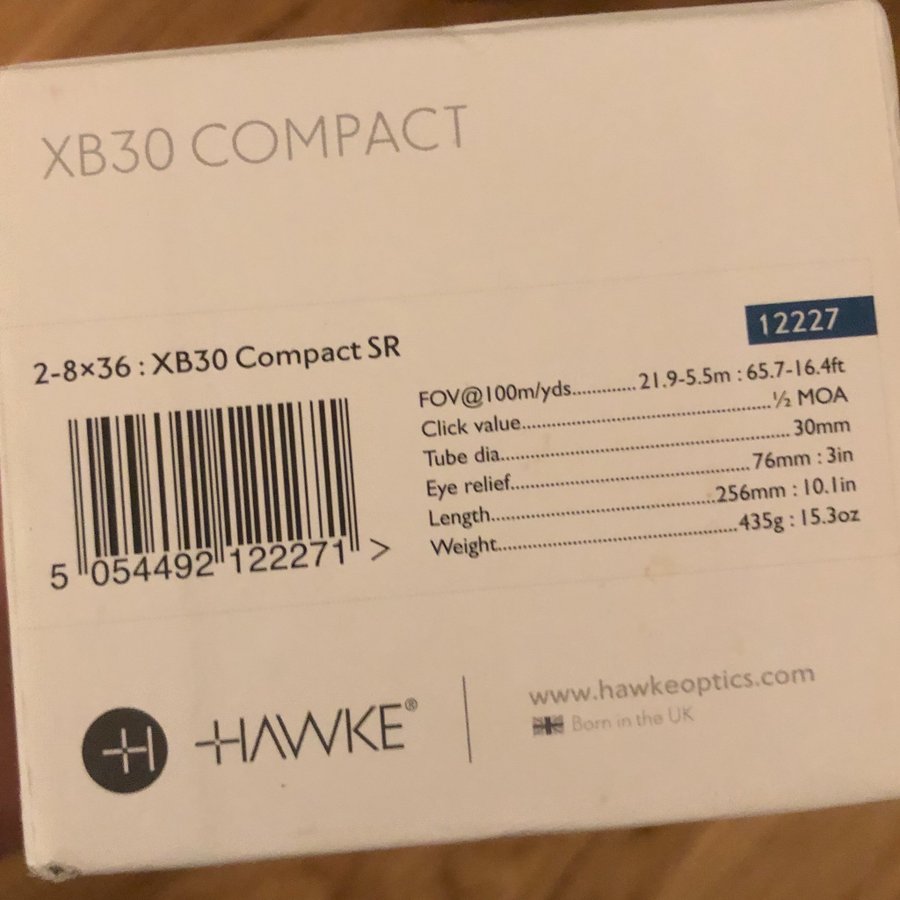 XB30 COMPACT
12227
2-8×36 : XB30 Compact SR
5 054492 122271 >
FOV@100m/yds............21.9-5.5m : 65.7-16.4ft
Click value..........................................½ MOA
Tube dia.................................................30mm
Eye relief........................................76mm : 3in
Length.....................................256mm : 10.1in
Weight........................................435g : 15.3oz
HAWKE®
www.hawkeoptics.com
Born in the UK